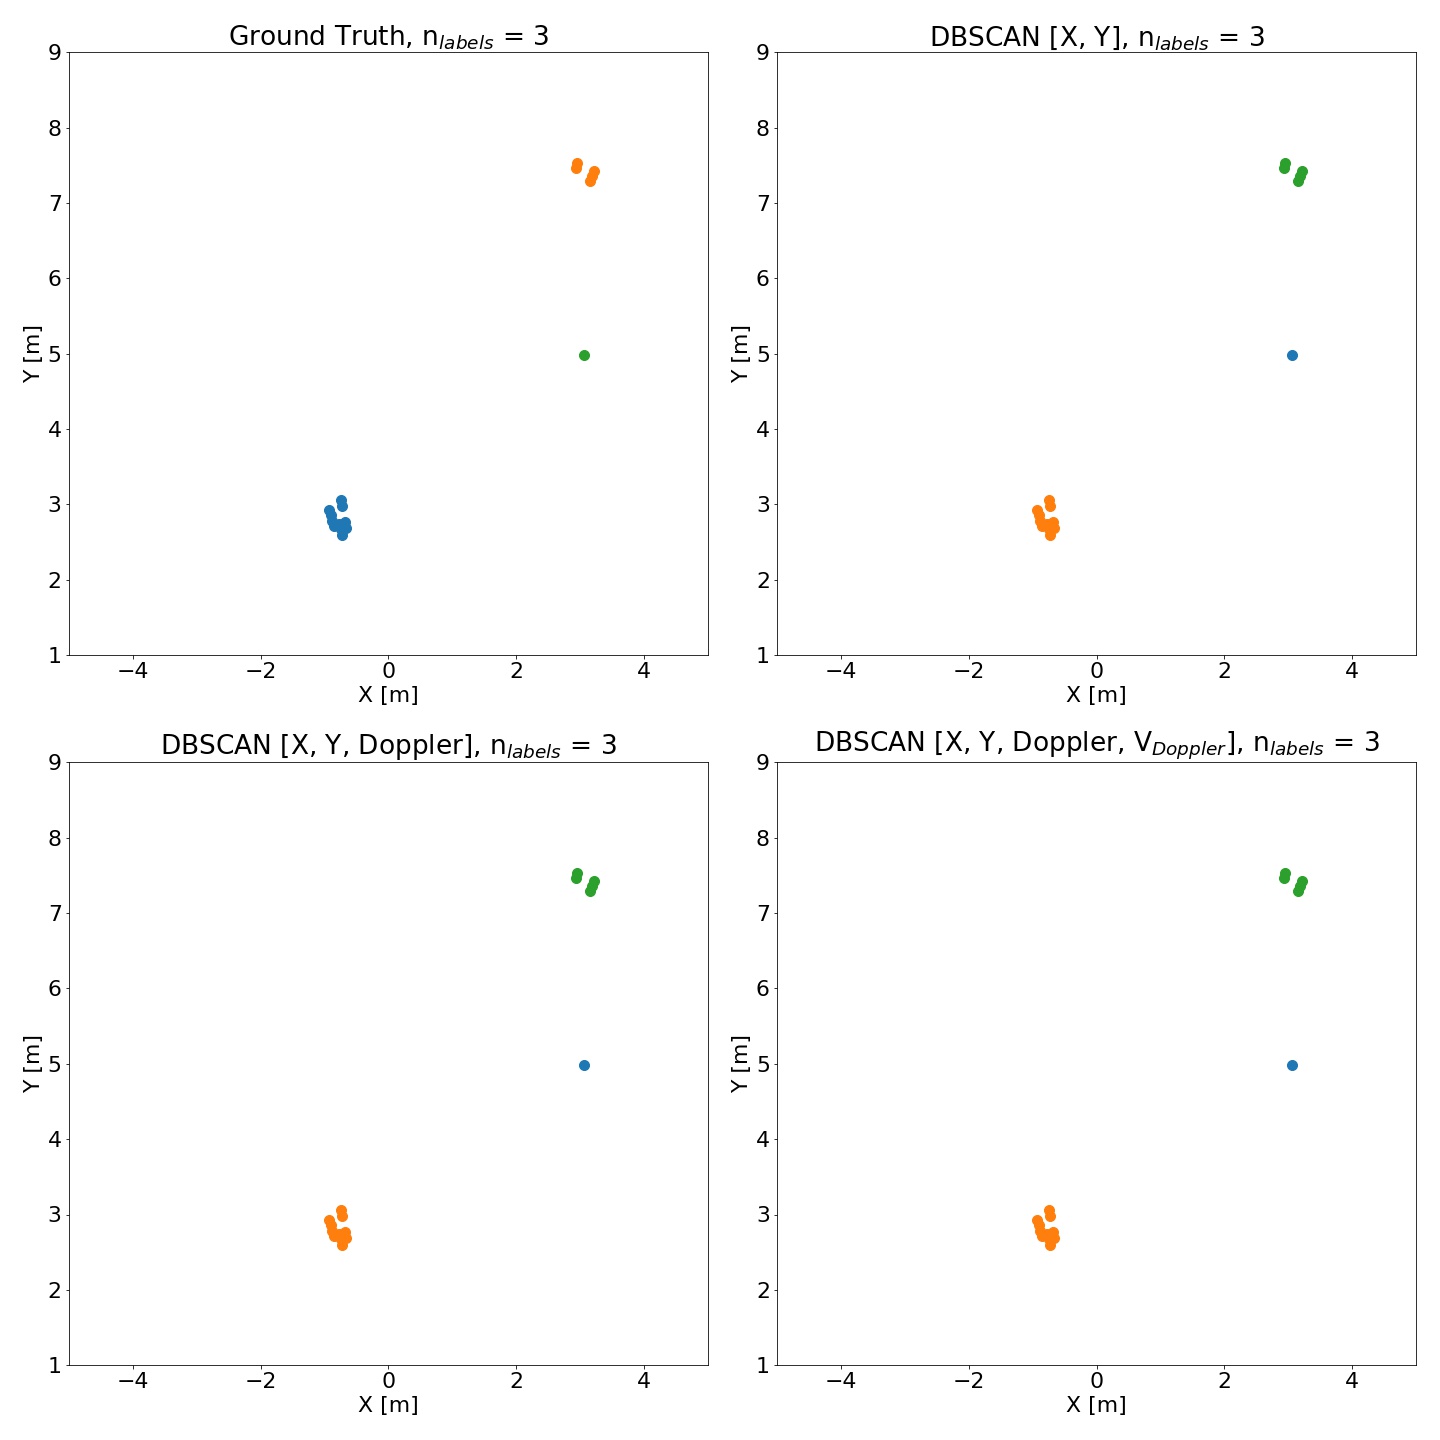 Ground Truth, n_labels = 3
9
8
7
6
5
4
3
2
1
Y [m]
−4 −2 0 2 4
X [m]
DBSCAN [X, Y], n_labels = 3
9
8
7
6
5
4
3
2
1
Y [m]
−4 −2 0 2 4
X [m]
DBSCAN [X, Y, Doppler], n_labels = 3
9
8
7
6
5
4
3
2
1
Y [m]
−4 −2 0 2 4
X [m]
DBSCAN [X, Y, Doppler, V_Doppler], n_labels = 3
9
8
7
6
5
4
3
2
1
Y [m]
−4 −2 0 2 4
X [m]